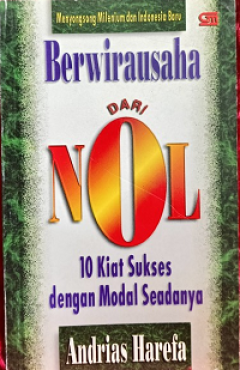 Menyongsong Milenium dan Indonesia Baru
Berwirausaha
DARI
NOL
10 Kiat Sukses
dengan Modal Seadanya
Andrias Harefa